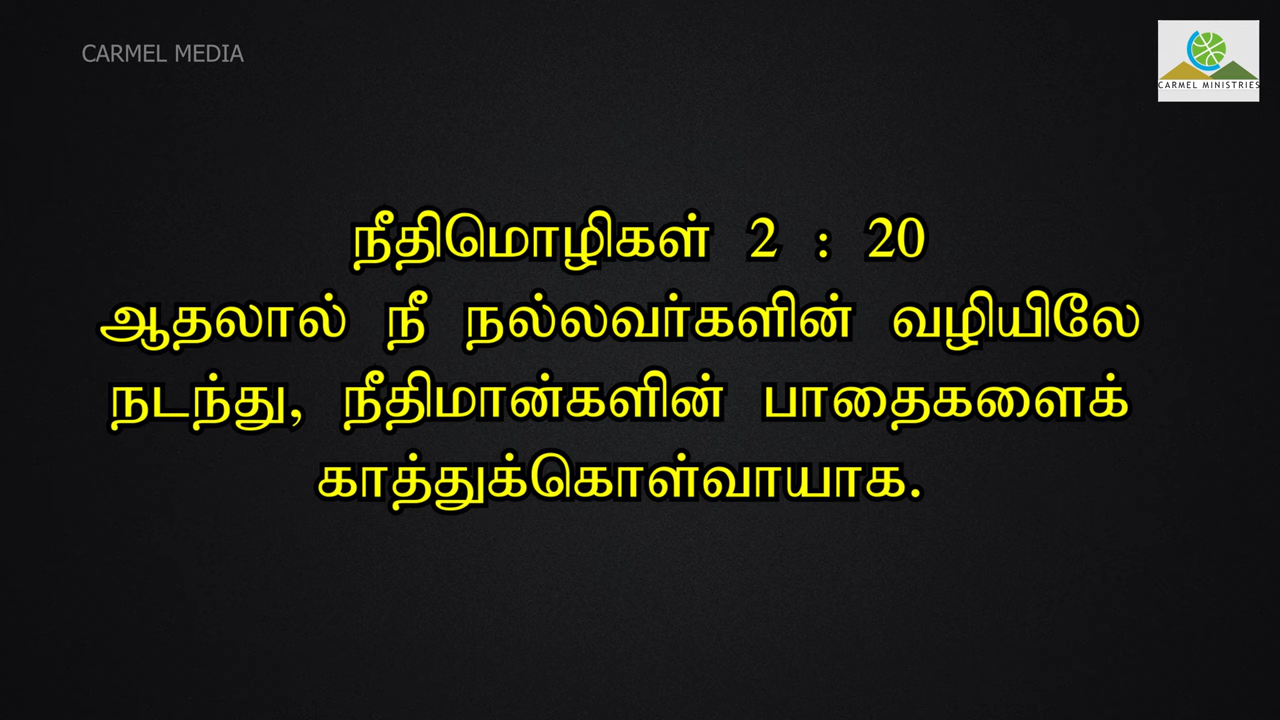 CARMEL MEDIA
CARMEL MINISTRIES
நீதிமொழிகள் 2 : 20
ஆதலால் நீ நல்லவர்களின் வழியிலே
நடந்து, நீதிமான்களின் பாதைகளைக்
காத்துக்கொள்வாயாக.